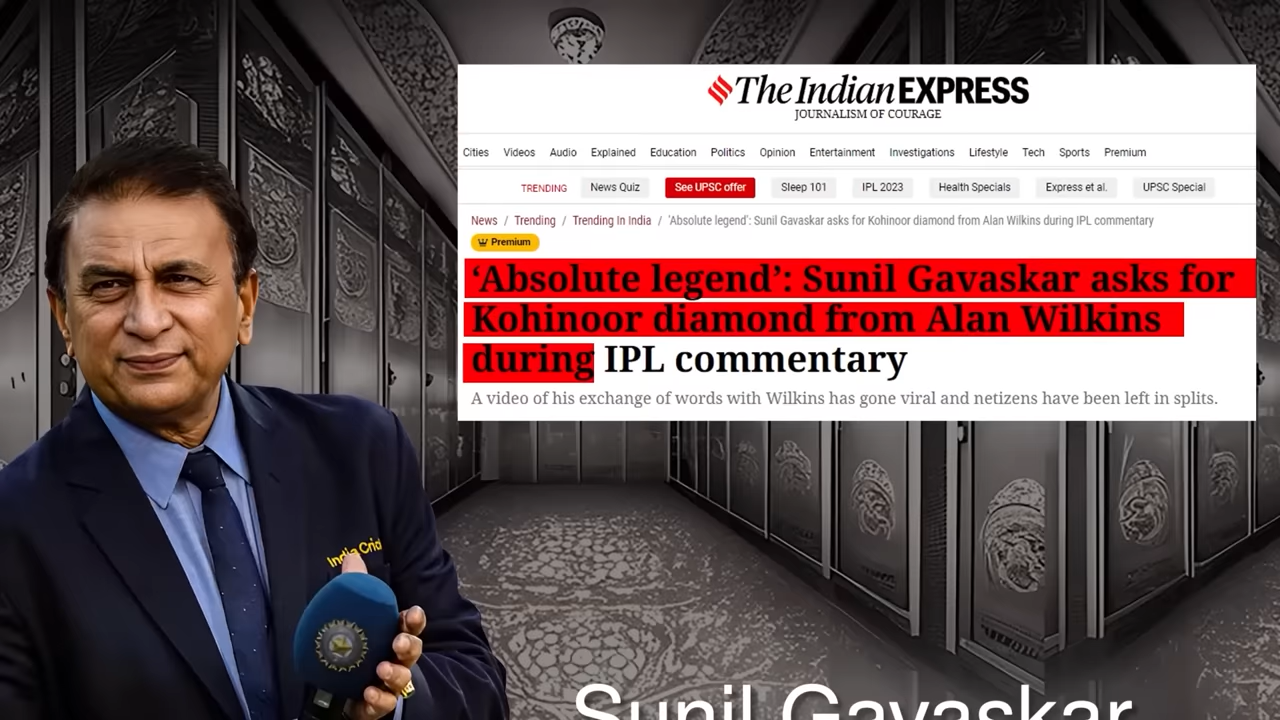 The Indian EXPRESS
JOURNALISM OF COURAGE
Cities Videos Audio Explained Education Politics Opinion Entertainment Investigations Lifestyle Tech Sports Premium
TRENDING News Quiz See UPSC offer Sleep 101 IPL 2023 Health Specials Express et al. UPSC Special
News / Trending / Trending In India / 'Absolute legend': Sunil Gavaskar asks for Kohinoor diamond from Alan Wilkins during IPL commentary
Premium
‘Absolute legend’: Sunil Gavaskar asks for
Kohinoor diamond from Alan Wilkins
during IPL commentary
A video of his exchange of words with Wilkins has gone viral and netizens have been left in splits.
India Cric
Sunil Gavaskar